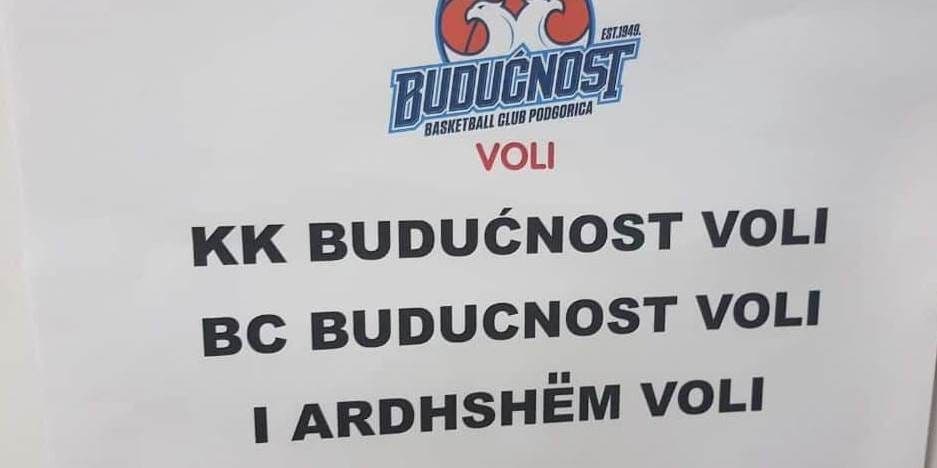 EST.1949.
BUDUĆNOST
BASKETBALL CLUB PODGORICA
VOLI
KK BUDUĆNOST VOLI
BC BUDUCNOST VOLI
I ARDHSHËM VOLI